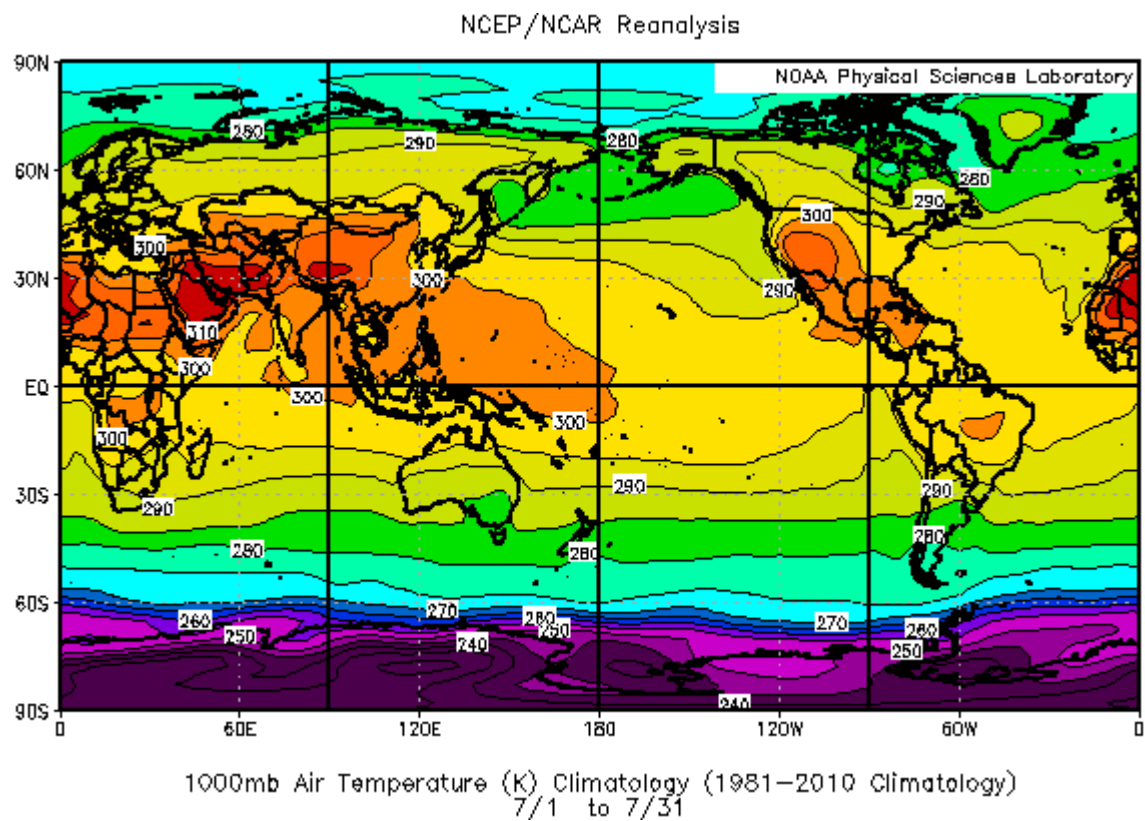 NCEP/NCAR Reanalysis
90N
NOAA Physical Sciences Laboratory
280
280
290
60N
280
290
300
300
30N
300
290
310
300
EQ
300
300
300
290
290
30S
290
280
280
280
60S
270
270
260
260
250
260
250
250
240
240
90S
0 60E 120E 180 120W 60W 0
1000mb Air Temperature (K) Climatology (1981-2010 Climatology)
7/1 to 7/31